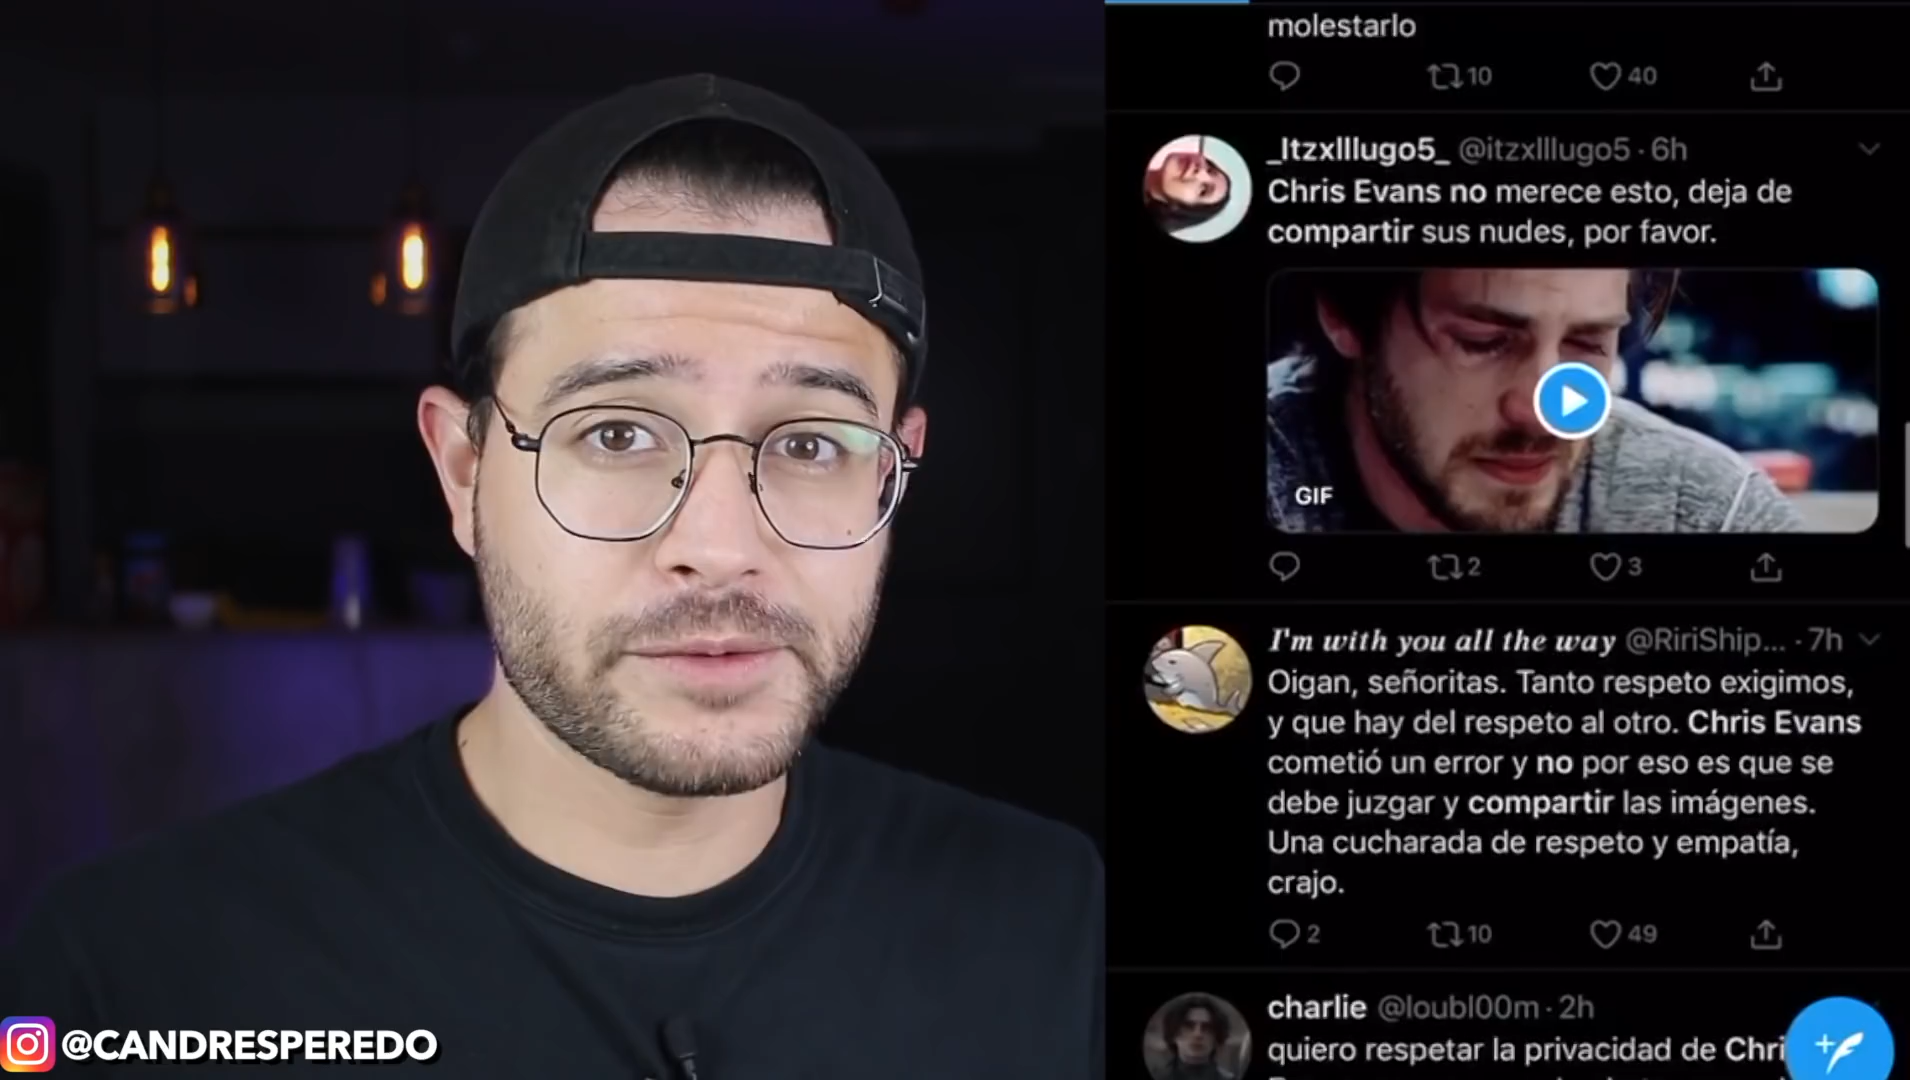 molestarlo
10
40
_Itzxlllugo5_ @itzxlllugo5 · 6h
Chris Evans no merece esto, deja de
compartir sus nudes, por favor.
GIF
2
3
I'm with you all the way @RiriShip... · 7h
Oigan, señoritas. Tanto respeto exigimos,
y que hay del respeto al otro. Chris Evans
cometió un error y no por eso es que se
debe juzgar y compartir las imágenes.
Una cucharada de respeto y empatía,
crajo.
2
10
49
charlie @loubl00m · 2h
quiero respetar la privacidad de Chri
@CANDRESPEREDO